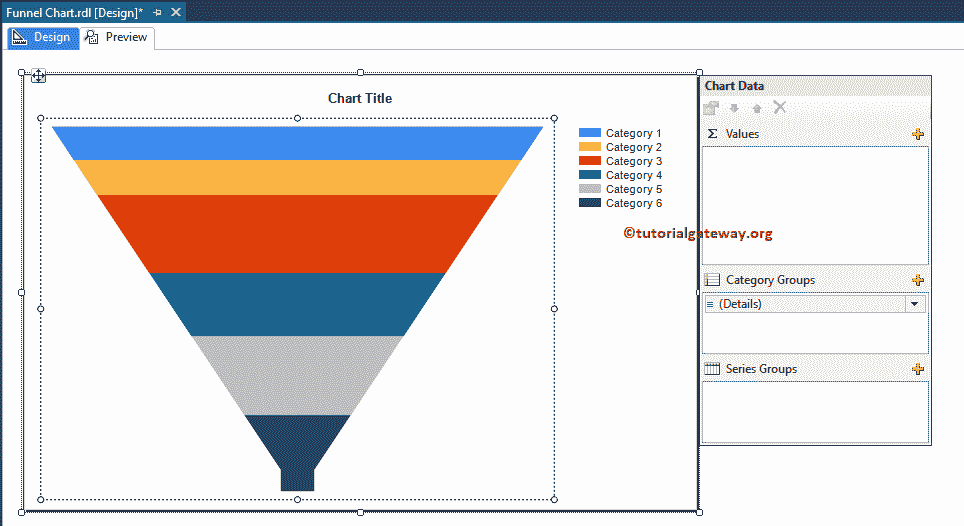 Funnel Chart.rdl [Design]*
Design Preview
Chart Title
Category 1
Category 2
Category 3
Category 4
Category 5
Category 6
©tutorialgateway.org
Chart Data
Σ Values
Category Groups
(Details)
Series Groups